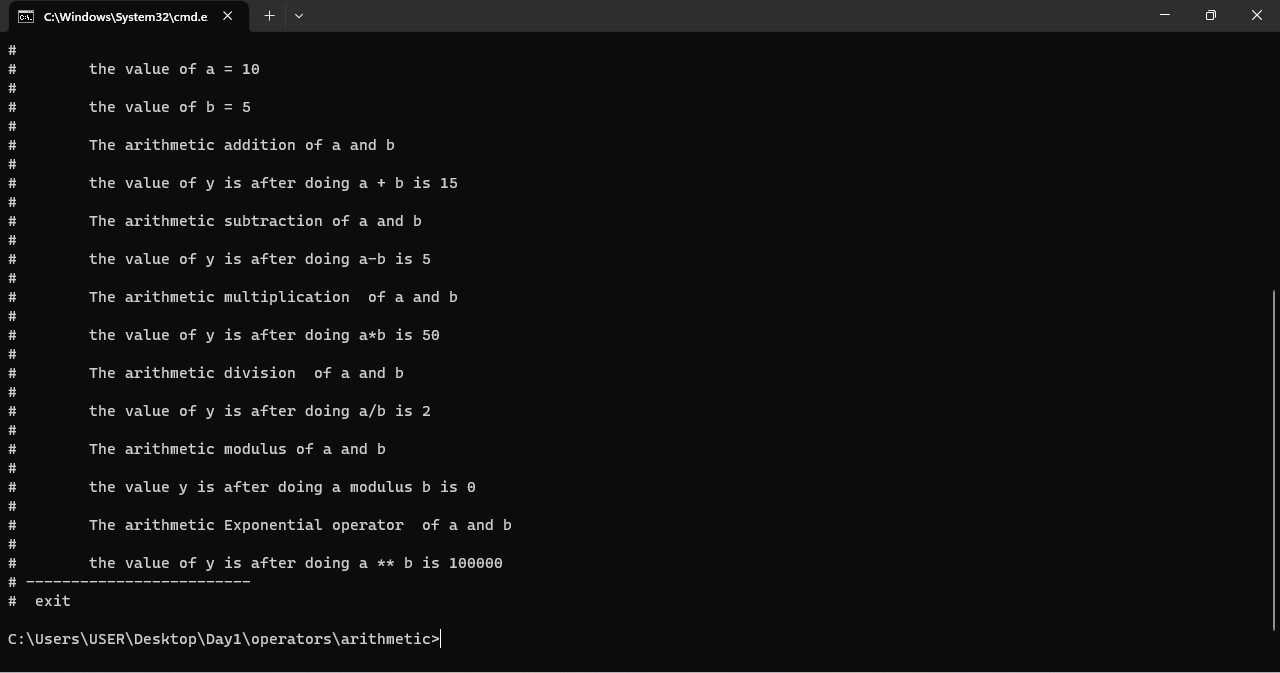 C:\Windows\System32\cmd.e
#
#        the value of a = 10
#
#        the value of b = 5
#
#        The arithmetic addition of a and b
#
#        the value of y is after doing a + b is 15
#
#        The arithmetic subtraction of a and b
#
#        the value of y is after doing a-b is 5
#
#        The arithmetic multiplication  of a and b
#
#        the value of y is after doing a*b is 50
#
#        The arithmetic division  of a and b
#
#        the value of y is after doing a/b is 2
#
#        The arithmetic modulus of a and b
#
#        the value y is after doing a modulus b is 0
#
#        The arithmetic Exponential operator  of a and b
#
#        the value of y is after doing a ** b is 100000
# -------------------------
#  exit
C:\Users\USER\Desktop\Day1\operators\arithmetic>